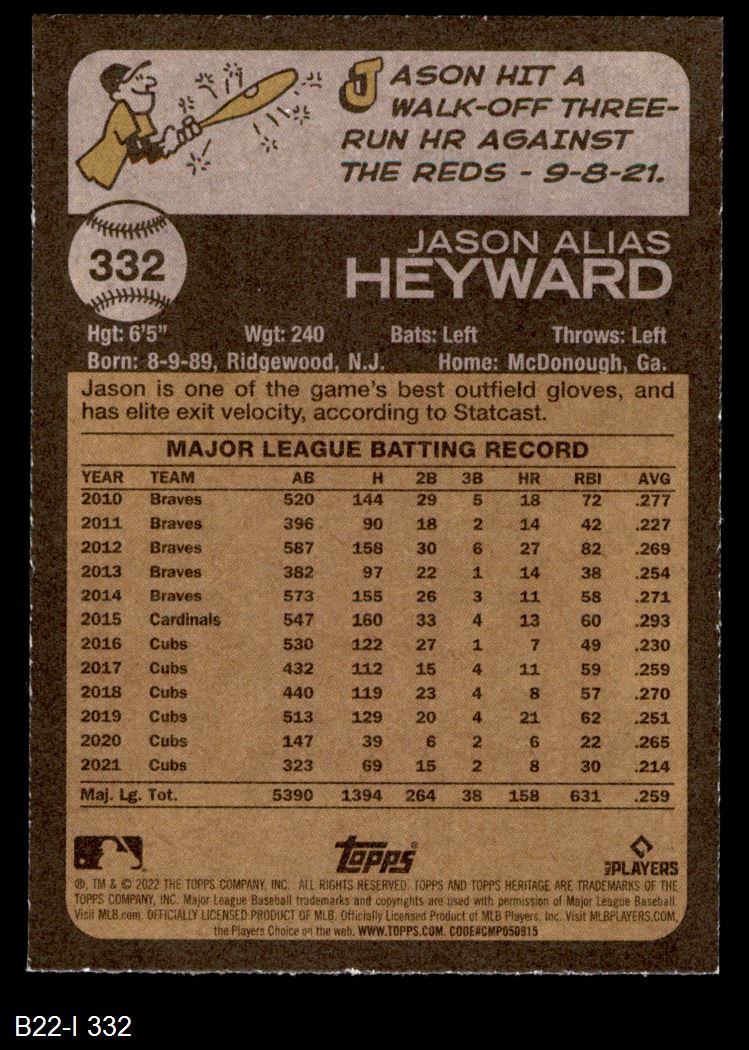 JASON HIT A
WALK-OFF THREE-
RUN HR AGAINST
THE REDS - 9-8-21.
332
JASON ALIAS
HEYWARD
Hgt: 6'5" Wgt: 240 Bats: Left Throws: Left
Born: 8-9-89, Ridgewood, N.J. Home: McDonough, Ga.
Jason is one of the game's best outfield gloves, and
has elite exit velocity, according to Statcast.
MAJOR LEAGUE BATTING RECORD
YEAR TEAM AB H 2B 3B HR RBI AVG
2010 Braves 520 144 29 5 18 72 .277
2011 Braves 396 90 18 2 14 42 .227
2012 Braves 587 158 30 6 27 82 .269
2013 Braves 382 97 22 1 14 38 .254
2014 Braves 573 155 26 3 11 58 .271
2015 Cardinals 547 160 33 4 13 60 .293
2016 Cubs 530 122 27 1 7 49 .230
2017 Cubs 432 112 15 4 11 59 .259
2018 Cubs 440 119 23 4 8 57 .270
2019 Cubs 513 129 20 4 21 62 .251
2020 Cubs 147 39 6 2 6 22 .265
2021 Cubs 323 69 15 2 8 30 .214
Maj. Lg. Tot. 5390 1394 264 38 158 631 .259
topps
MLB PLAYERS
®, TM & © 2022 THE TOPPS COMPANY, INC. ALL RIGHTS RESERVED. TOPPS AND TOPPS HERITAGE ARE TRADEMARKS OF THE
TOPPS COMPANY, INC. Major League Baseball trademarks and copyrights are used with permission of Major League Baseball.
Visit MLB.com. OFFICIALLY LICENSED PRODUCT OF MLB. Officially Licensed Product of MLB Players, Inc. Visit MLBPLAYERS.COM,
the Players Choice on the web. WWW.TOPPS.COM. CODE#CMP050915
B22-I 332